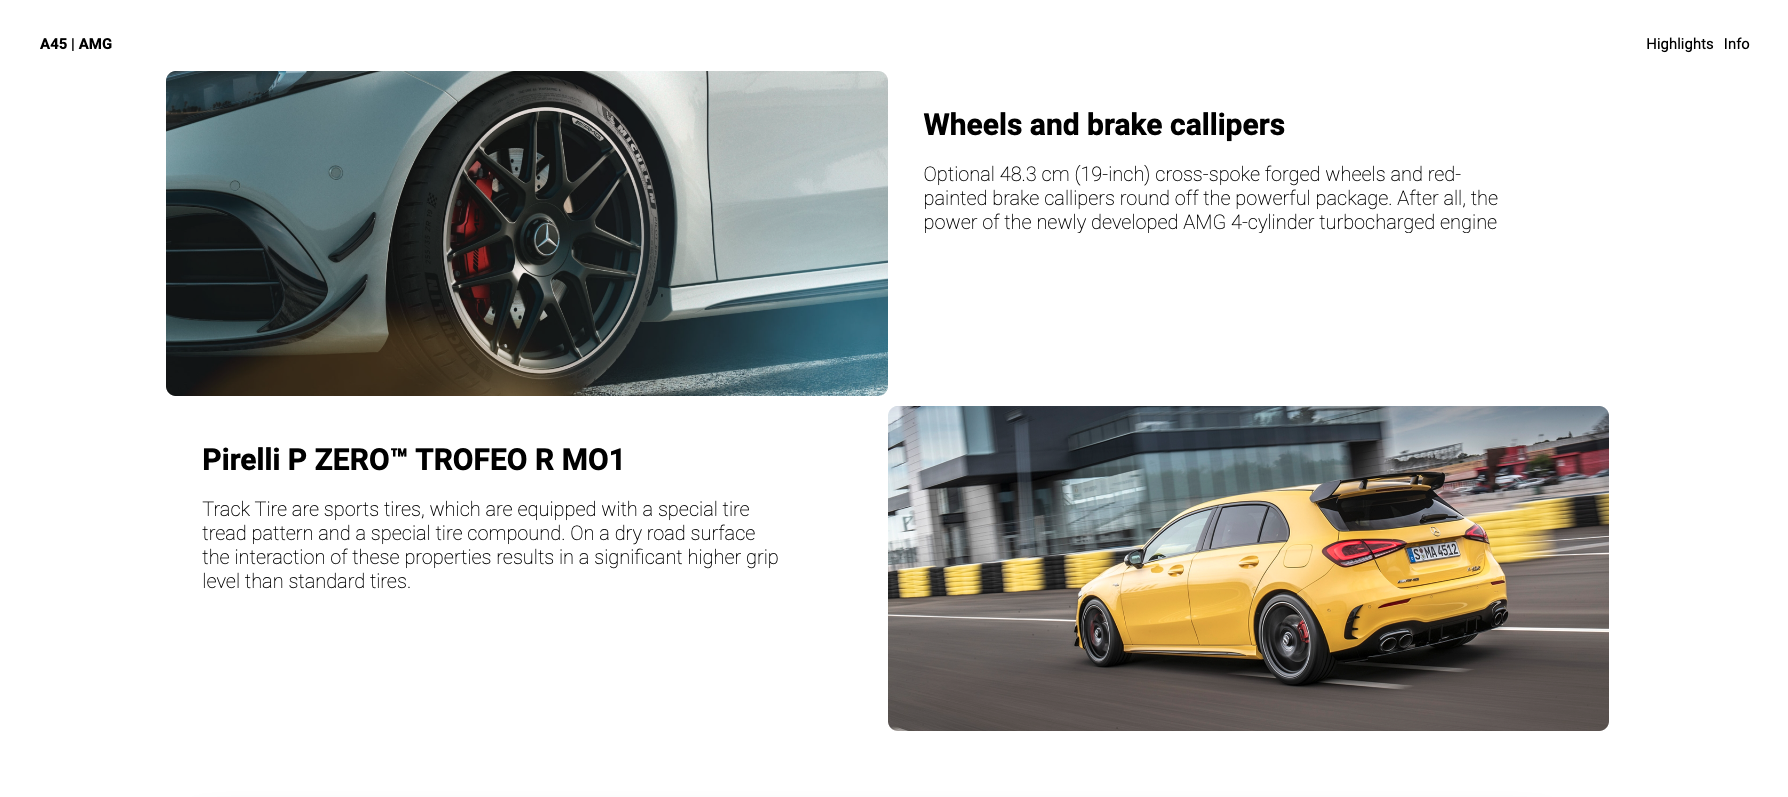 A45 | AMG
Highlights Info
Wheels and brake callipers
Optional 48.3 cm (19-inch) cross-spoke forged wheels and red-
painted brake callipers round off the powerful package. After all, the
power of the newly developed AMG 4-cylinder turbocharged engine
MICHELIN
Pirelli P ZERO™ TROFEO R MO1
Track Tire are sports tires, which are equipped with a special tire
tread pattern and a special tire compound. On a dry road surface
the interaction of these properties results in a significant higher grip
level than standard tires.
S MA 4512